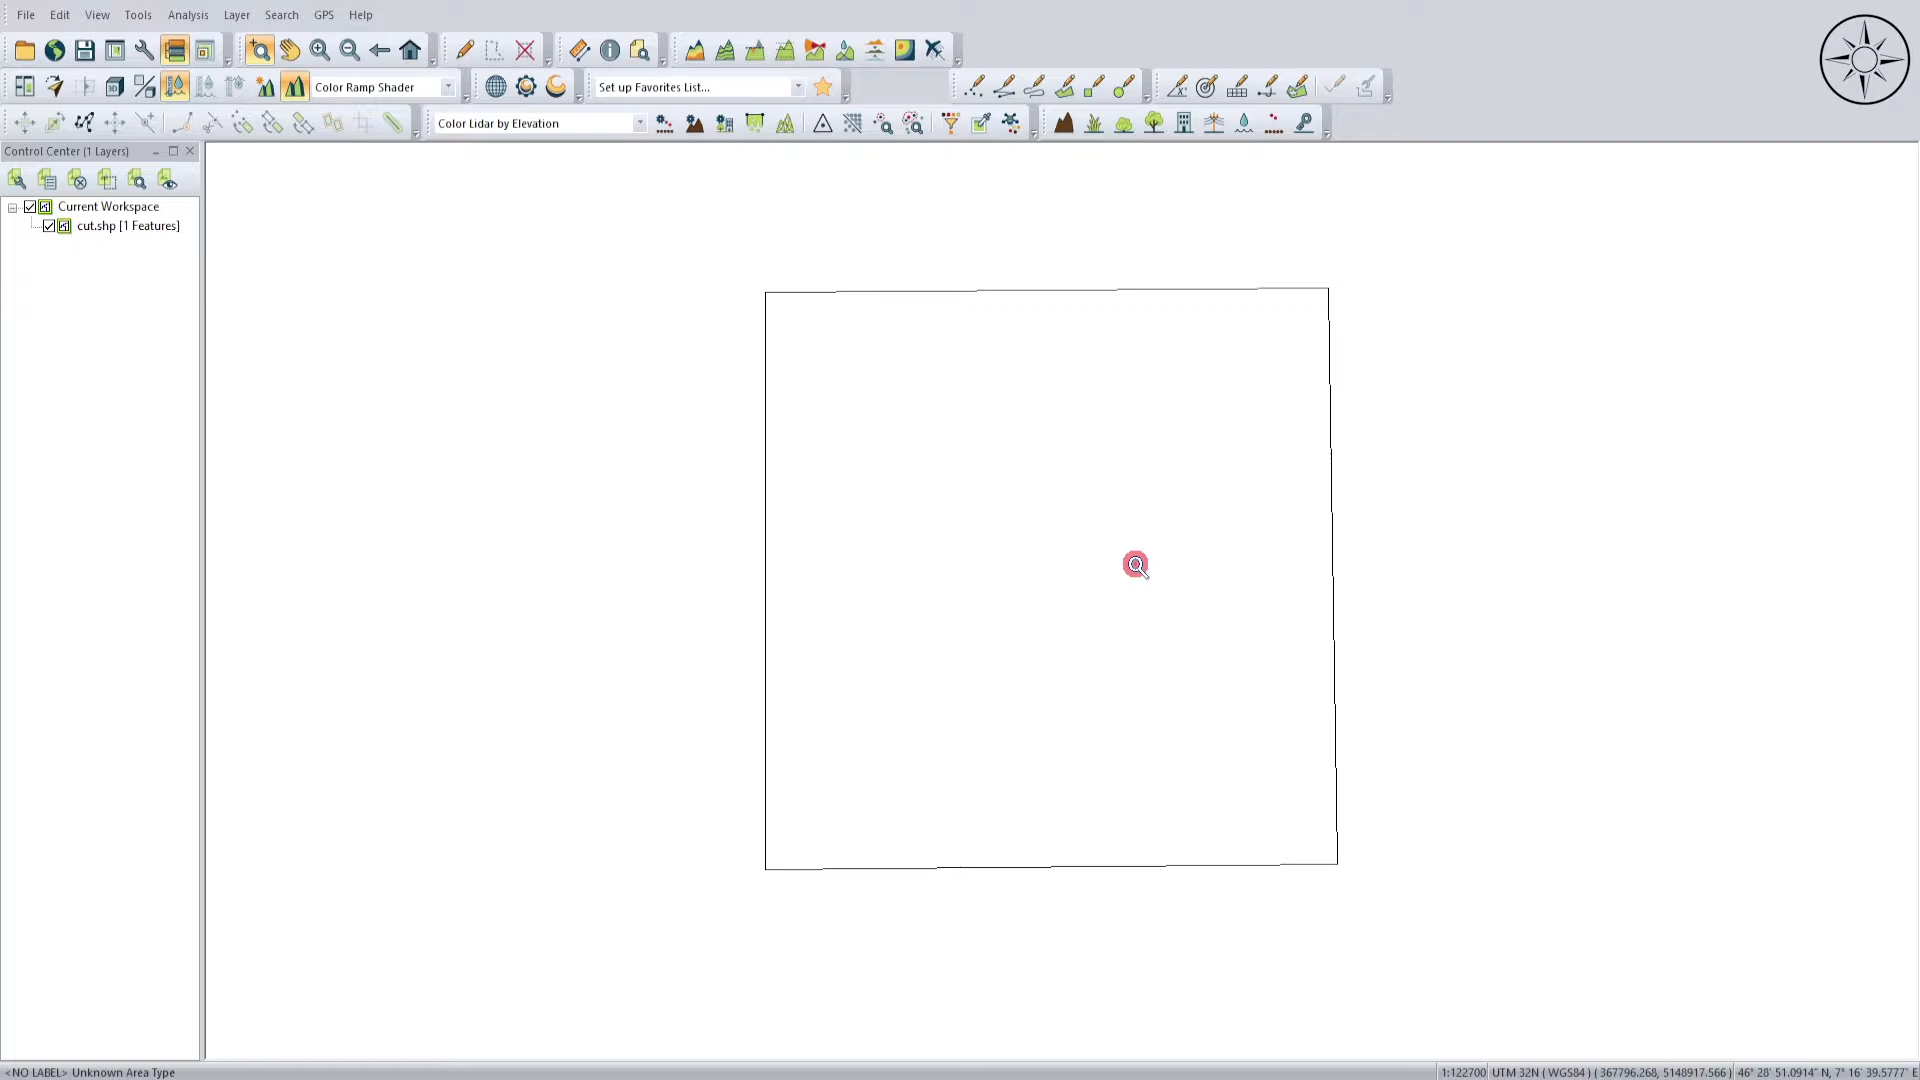 File Edit View Tools Analysis Layer Search GPS Help
3D Color Ramp Shader Set up Favorites List...
Color Lidar by Elevation
Control Center (1 Layers)
Current Workspace
cut.shp [1 Features]
<NO LABEL> Unknown Area Type 1:122700 UTM 32N ( WGS84 ) ( 367796.268, 5148917.566 ) 46° 28' 51.0914" N, 7° 16' 39.5777" E